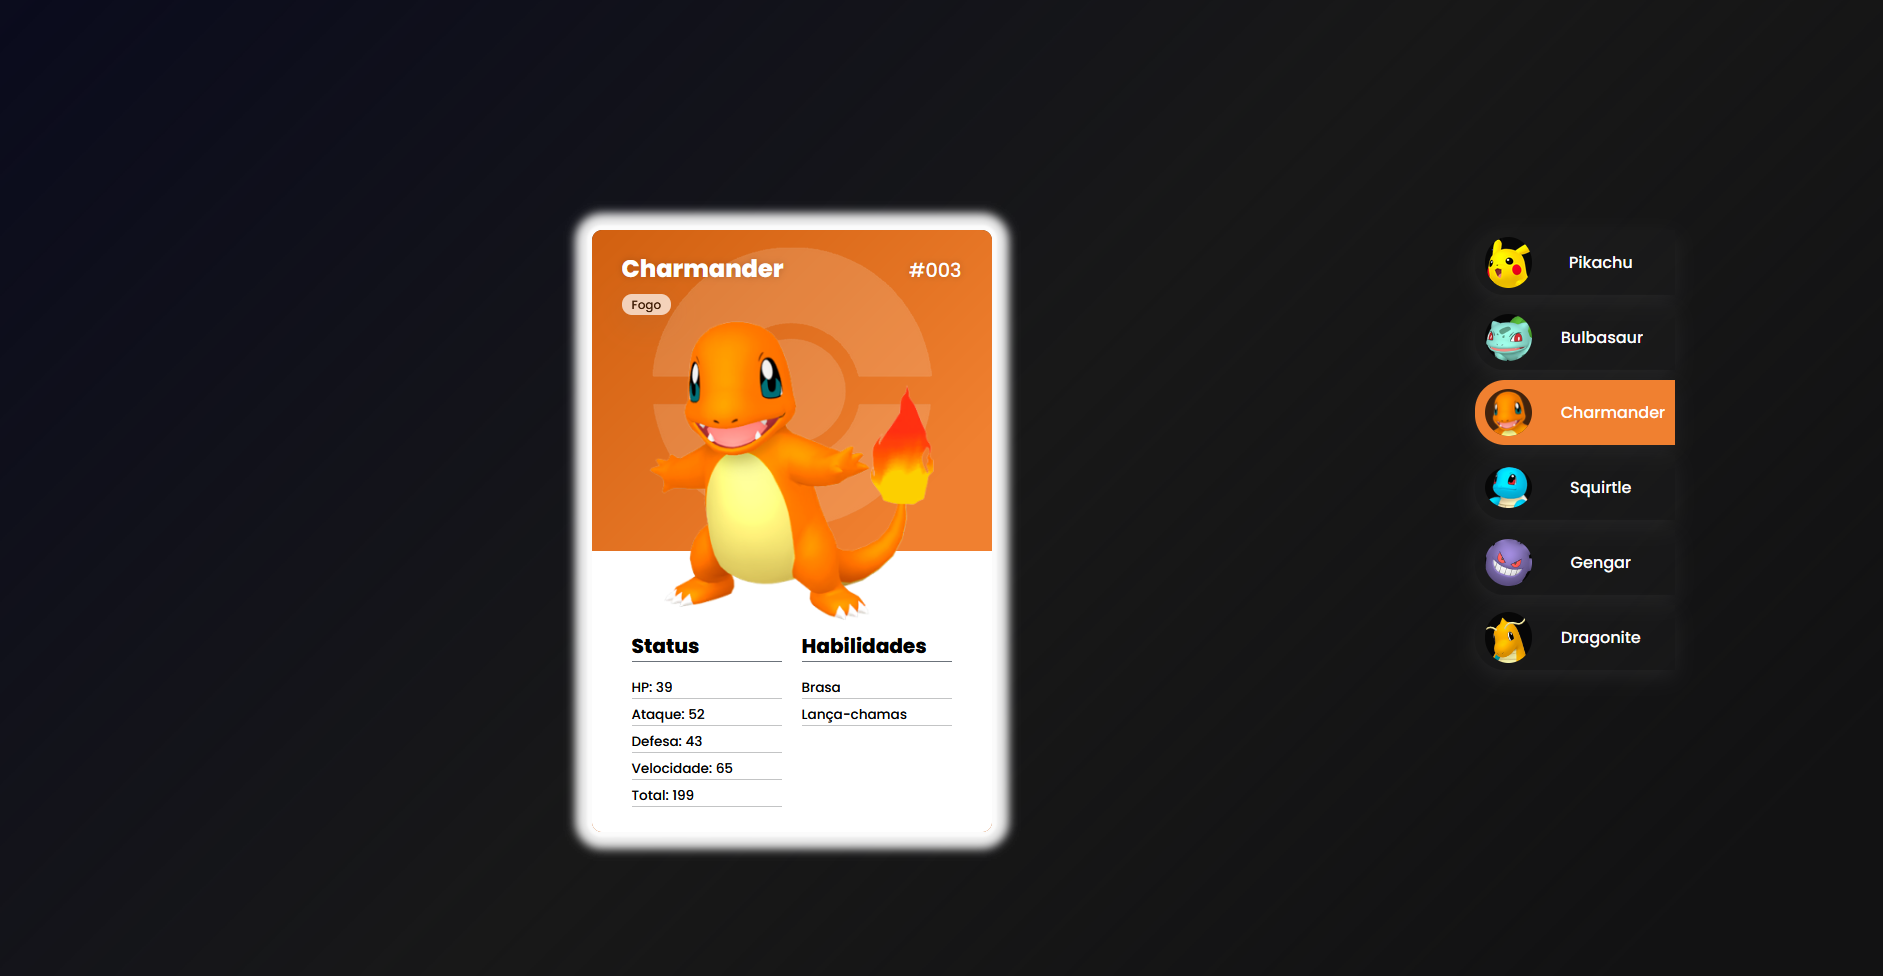 Charmander
#003
Fogo
Status
HP: 39
Ataque: 52
Defesa: 43
Velocidade: 65
Total: 199
Habilidades
Brasa
Lança-chamas
Pikachu
Bulbasaur
Charmander
Squirtle
Gengar
Dragonite